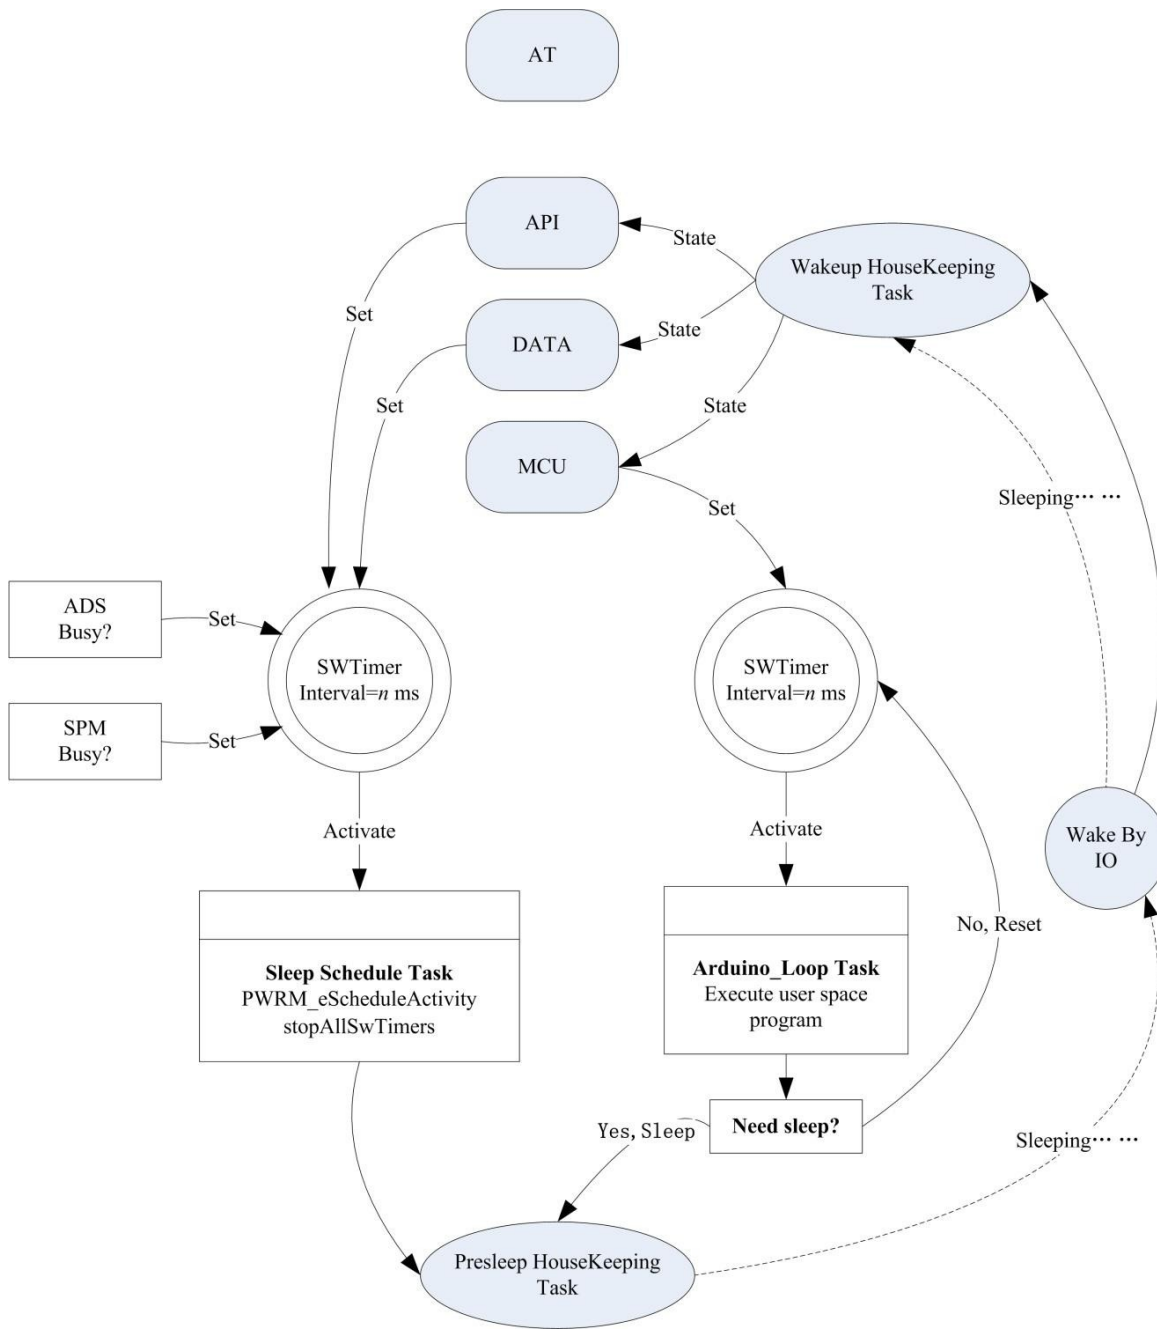 AT
API
State
Wakeup HouseKeeping
Task
Set
DATA
State
Set
State
MCU
Sleeping⋯ ⋯
Set
ADS
Busy?
Set
SWTimer
Interval=n ms
SWTimer
Interval=n ms
SPM
Busy?
Set
Activate
Activate
Wake By
IO
No, Reset
Sleep Schedule Task
PWRM_eScheduleActivity
stopAllSwTimers
Arduino_Loop Task
Execute user space
program
Yes, Sleep
Need sleep?
Sleeping⋯ ⋯
Presleep HouseKeeping
Task